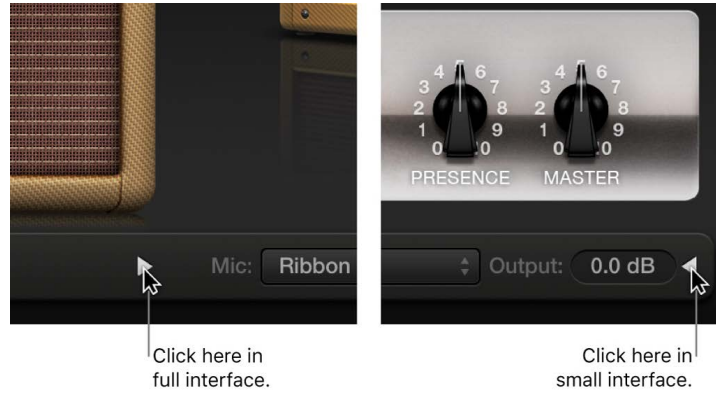 4 5 6
3 7
2 8
1 9
0 10
PRESENCE
4 5 6
3 7
2 8
1 9
0 10
MASTER
Mic: Ribbon
Output: 0.0 dB
Click here in
full interface.
Click here in
small interface.